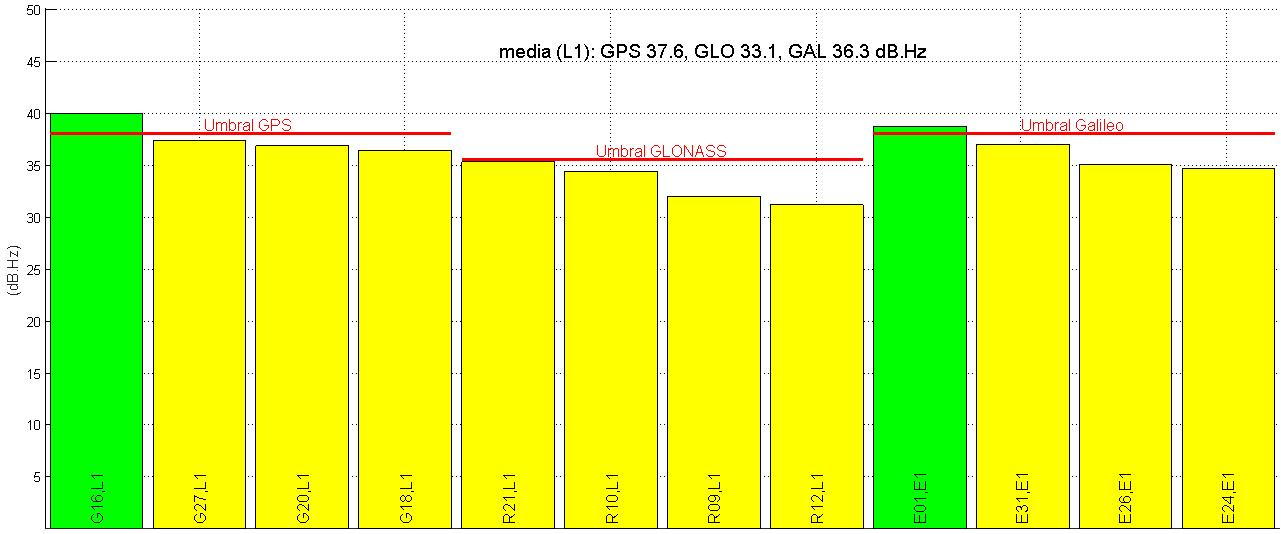 50
media (L1): GPS 37.6, GLO 33.1, GAL 36.3 dB.Hz
45
40
Umbral GPS
Umbral Galileo
Umbral GLONASS
35
30
25
(dB.Hz)
20
15
10
5
G16,L1
G27,L1
G20,L1
G18,L1
R21,L1
R10,L1
R09,L1
R12,L1
E01,E1
E31,E1
E26,E1
E24,E1